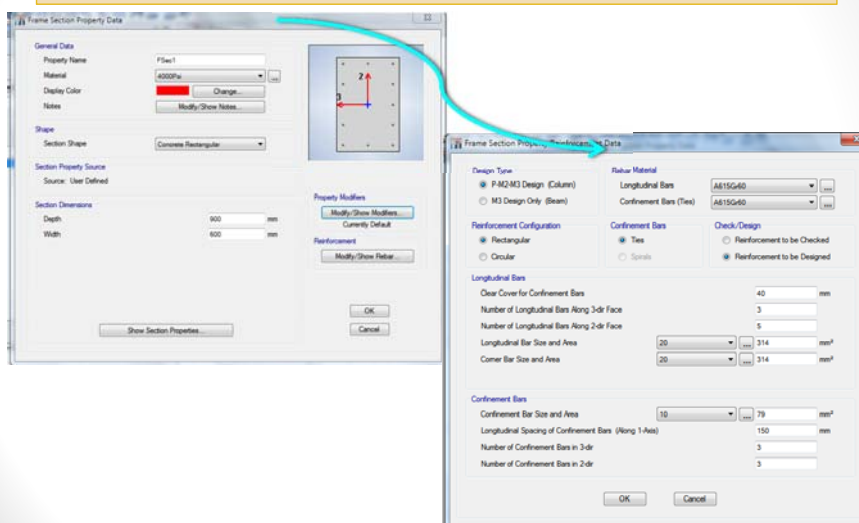 Frame Section Property Data
General Data
Property Name FSec1
Material 4000Psi ...
Display Color Change...
Notes Modify/Show Notes...
Shape
Section Shape Concrete Rectangular
Section Property Source
Source: User Defined
Section Dimensions
Depth 900 mm
Width 600 mm
Show Section Properties...
2
3
Property Modifiers
Modify/Show Modifiers...
Currently Default
Reinforcement
Modify/Show Rebar...
OK
Cancel
Frame Section Property Reinforcement Data
Design Type
P-M2-M3 Design (Column)
M3 Design Only (Beam)
Rebar Material
Longitudinal Bars A615Gr60 ...
Confinement Bars (Ties) A615Gr60 ...
Reinforcement Configuration
Rectangular
Circular
Confinement Bars
Ties
Spirals
Check/Design
Reinforcement to be Checked
Reinforcement to be Designed
Longitudinal Bars
Clear Cover for Confinement Bars 40 mm
Number of Longitudinal Bars Along 3-dir Face 3
Number of Longitudinal Bars Along 2-dir Face 5
Longitudinal Bar Size and Area 20 ... 314 mm²
Corner Bar Size and Area 20 ... 314 mm²
Confinement Bars
Confinement Bar Size and Area 10 ... 79 mm²
Longitudinal Spacing of Confinement Bars (Along 1-Axis) 150 mm
Number of Confinement Bars in 3-dir 3
Number of Confinement Bars in 2-dir 3
OK Cancel